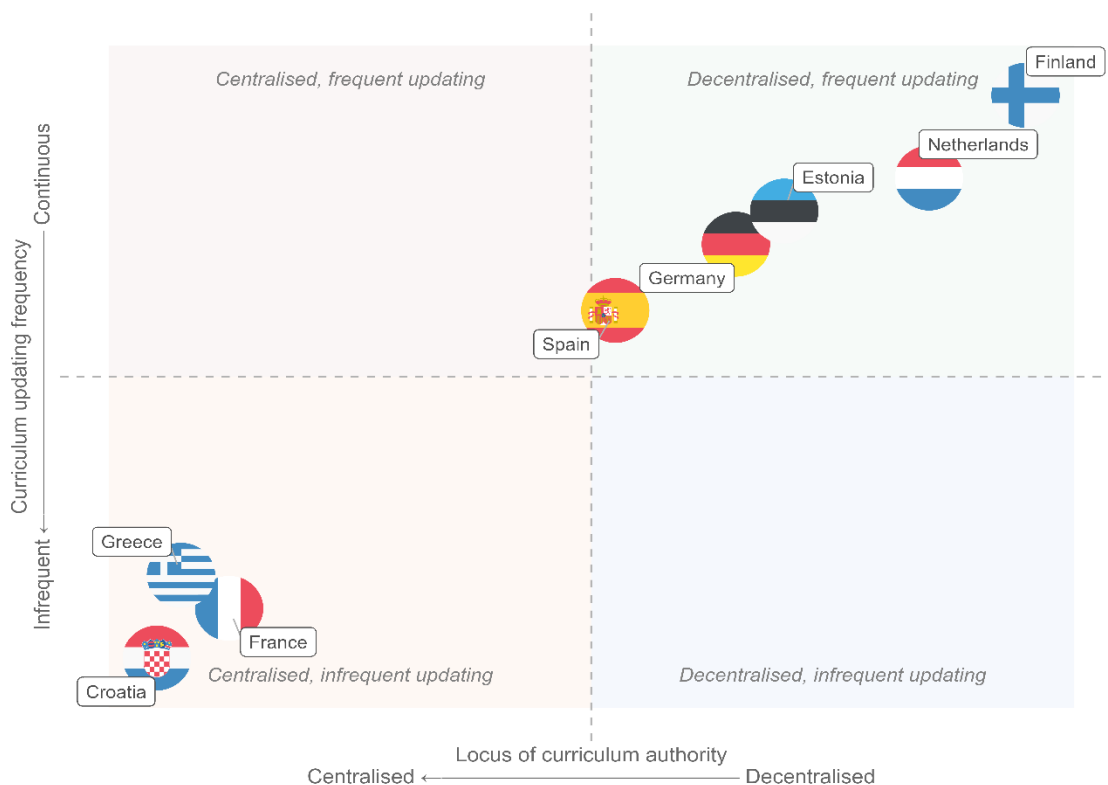 Centralised, frequent updating
Decentralised, frequent updating
Finland
Netherlands
Estonia
Germany
Spain
Continuous
Curriculum updating frequency
Infrequent
Greece
France
Croatia
Centralised, infrequent updating
Decentralised, infrequent updating
Locus of curriculum authority
Centralised
Decentralised